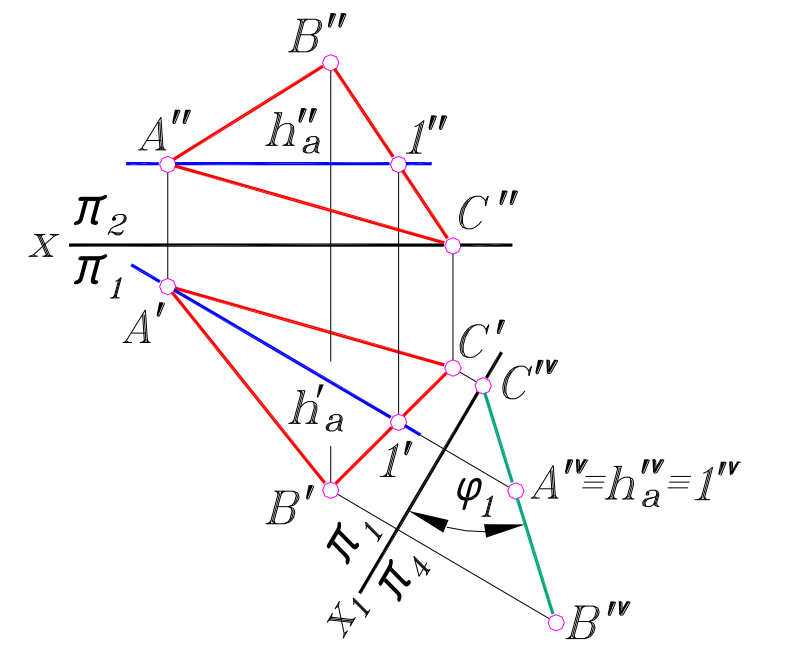 B″
A″
h″ₐ
1″
π₂
C″
x
π₁
A′
C′
C‴ᵛ
h′ₐ
1′
B′
φ₁
A‴ᵛ≡h‴ᵛₐ≡1‴ᵛ
π₁
π₄
x₁
B‴ᵛ